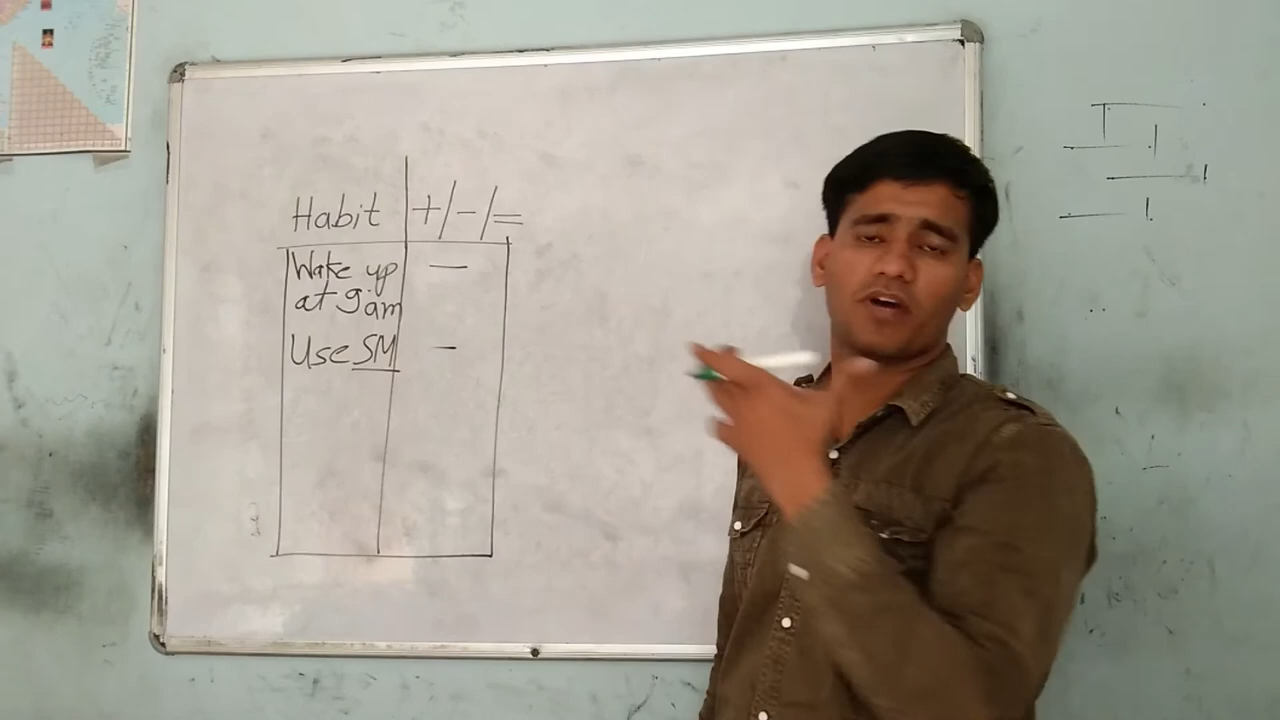 Habit +/-/=
Wake up —
at 9am
Use SM -